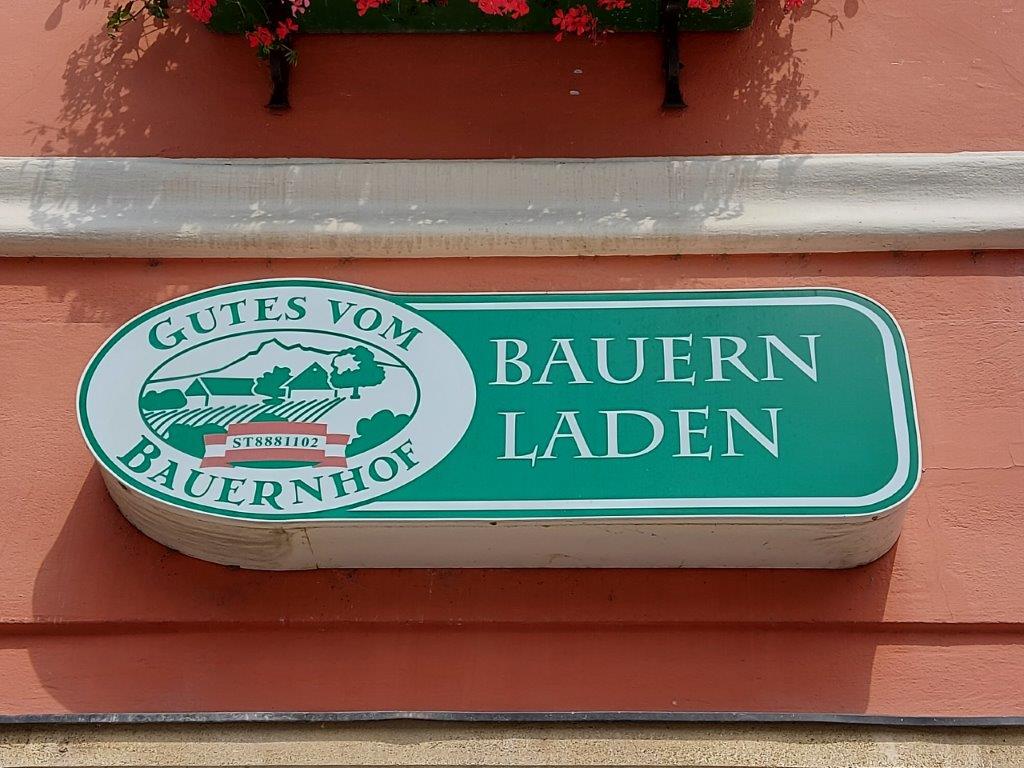 GUTES VOM
ST8881102
BAUERNHOF
BAUERN
LADEN